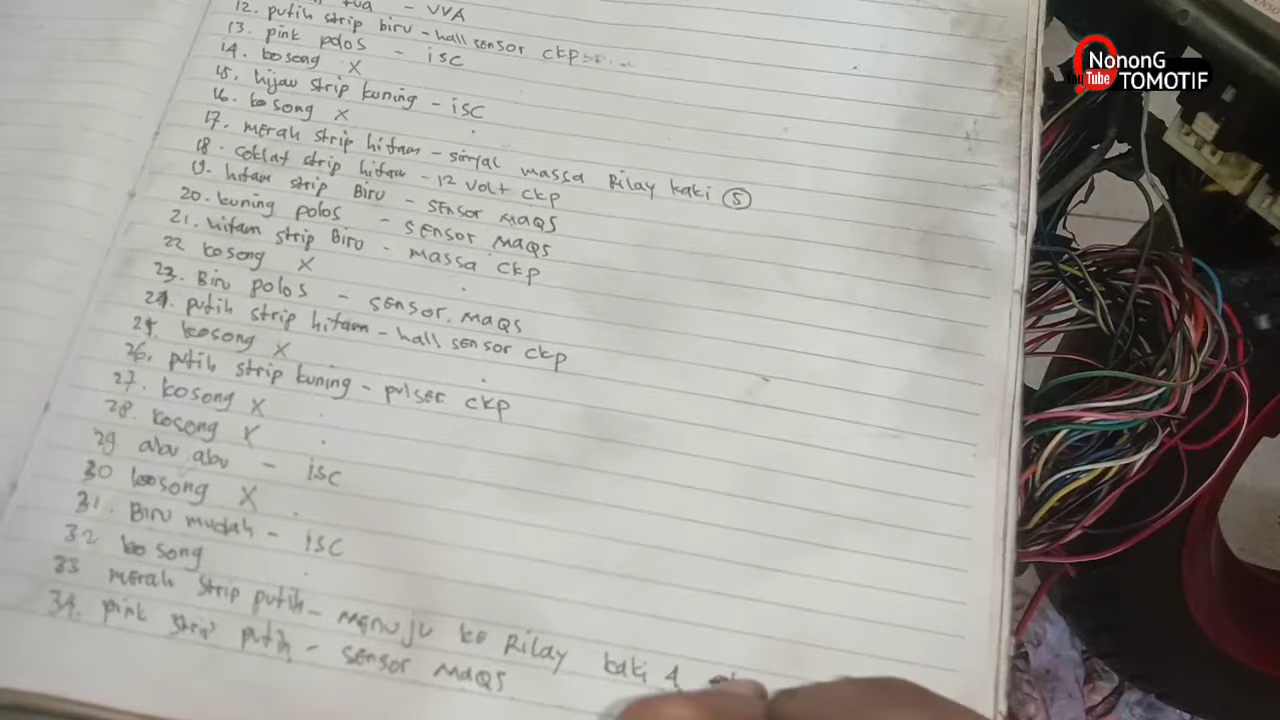 tua - VVA
12. putih strip biru - hall sensor ckp
13. pink polos - isc
14. kosong X
15. hijau strip kuning - isc
16. kosong X
17. merah strip hitam - sinyal massa Rilay kaki 5
18. coklat strip hitam - 12 volt ckp
19. hitam strip Biru - sensor MAQS
20. kuning polos - sensor MAQS
21. hitam strip Biru - massa ckp
22 kosong X
23. Biru polos - sensor. MAQS
24. putih strip hitam - hall sensor ckp
25. kosong X
26. putih strip kuning - pulser ckp
27. kosong X
28. kosong X
29 abu abu - isc
30 kosong X
31. Biru mudah - isc
32 kosong
33 merah strip putih - menuju ke Rilay kaki 4
34. pink strip putih - sensor MAQS
NononG
YouTube TOMOTIF